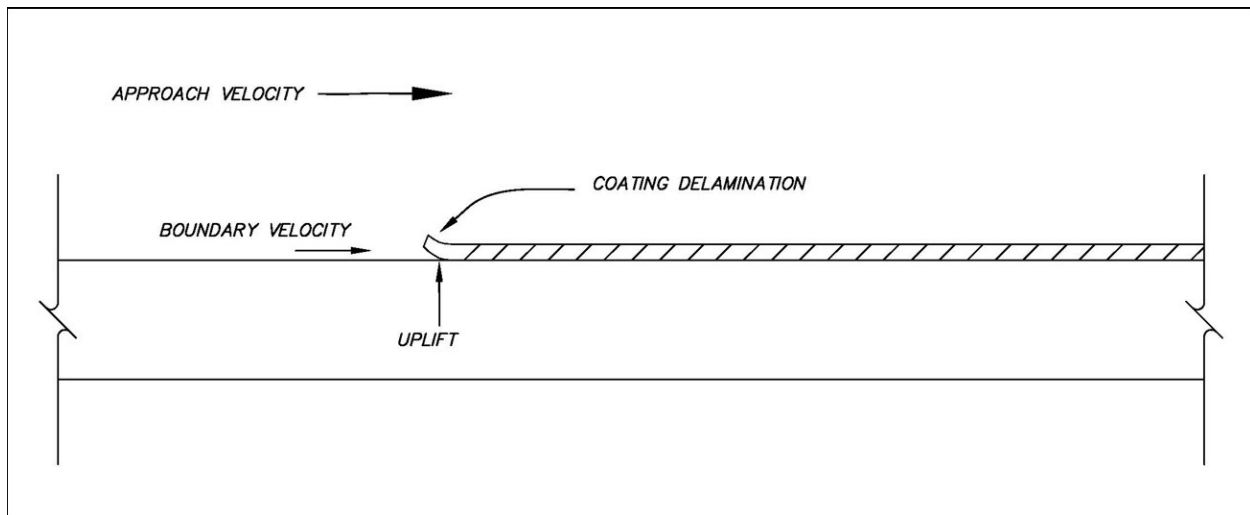 APPROACH VELOCITY
COATING DELAMINATION
BOUNDARY VELOCITY
UPLIFT